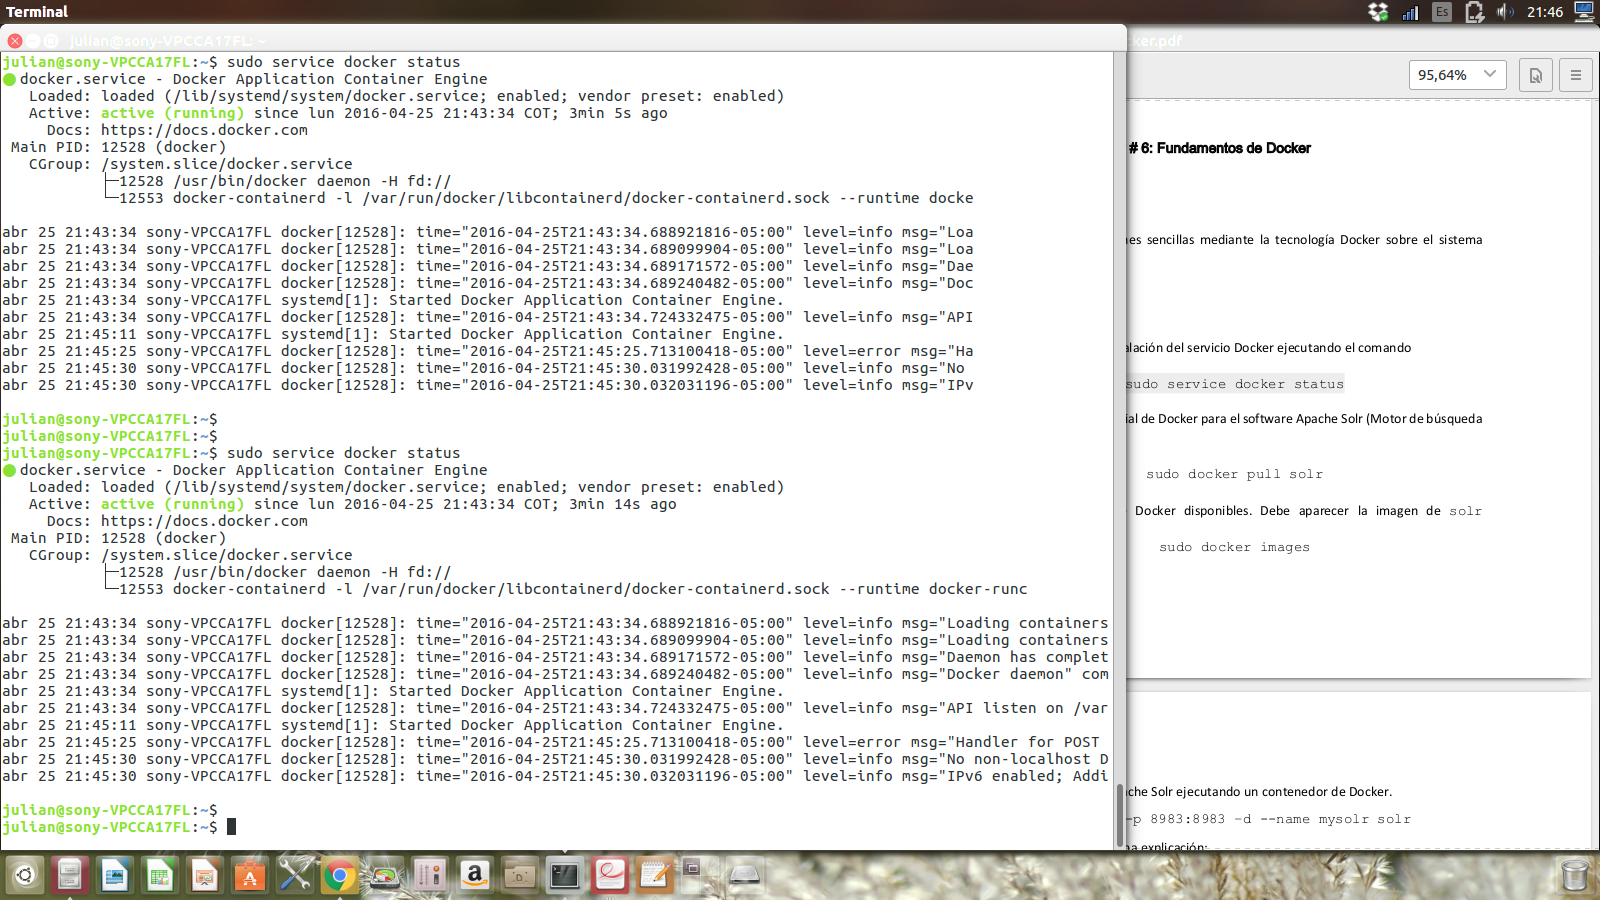 Terminal
Es
21:46
julian@sony-VPCCA17FL: ~
ker.pdf
julian@sony-VPCCA17FL:~$ sudo service docker status
docker.service - Docker Application Container Engine
Loaded: loaded (/lib/systemd/system/docker.service; enabled; vendor preset: enabled)
Active: active (running) since lun 2016-04-25 21:43:34 COT; 3min 5s ago
Docs: https://docs.docker.com
Main PID: 12528 (docker)
CGroup: /system.slice/docker.service
├─12528 /usr/bin/docker daemon -H fd://
└─12553 docker-containerd -l /var/run/docker/libcontainerd/docker-containerd.sock --runtime docke
abr 25 21:43:34 sony-VPCCA17FL docker[12528]: time="2016-04-25T21:43:34.688921816-05:00" level=info msg="Loa
abr 25 21:43:34 sony-VPCCA17FL docker[12528]: time="2016-04-25T21:43:34.689099904-05:00" level=info msg="Loa
abr 25 21:43:34 sony-VPCCA17FL docker[12528]: time="2016-04-25T21:43:34.689171572-05:00" level=info msg="Dae
abr 25 21:43:34 sony-VPCCA17FL docker[12528]: time="2016-04-25T21:43:34.689240482-05:00" level=info msg="Doc
abr 25 21:43:34 sony-VPCCA17FL systemd[1]: Started Docker Application Container Engine.
abr 25 21:43:34 sony-VPCCA17FL docker[12528]: time="2016-04-25T21:43:34.724332475-05:00" level=info msg="API
abr 25 21:45:11 sony-VPCCA17FL systemd[1]: Started Docker Application Container Engine.
abr 25 21:45:25 sony-VPCCA17FL docker[12528]: time="2016-04-25T21:45:25.713100418-05:00" level=error msg="Ha
abr 25 21:45:30 sony-VPCCA17FL docker[12528]: time="2016-04-25T21:45:30.031992428-05:00" level=info msg="No
abr 25 21:45:30 sony-VPCCA17FL docker[12528]: time="2016-04-25T21:45:30.032031196-05:00" level=info msg="IPv
julian@sony-VPCCA17FL:~$
julian@sony-VPCCA17FL:~$
julian@sony-VPCCA17FL:~$ sudo service docker status
docker.service - Docker Application Container Engine
Loaded: loaded (/lib/systemd/system/docker.service; enabled; vendor preset: enabled)
Active: active (running) since lun 2016-04-25 21:43:34 COT; 3min 14s ago
Docs: https://docs.docker.com
Main PID: 12528 (docker)
CGroup: /system.slice/docker.service
├─12528 /usr/bin/docker daemon -H fd://
└─12553 docker-containerd -l /var/run/docker/libcontainerd/docker-containerd.sock --runtime docker-runc
abr 25 21:43:34 sony-VPCCA17FL docker[12528]: time="2016-04-25T21:43:34.688921816-05:00" level=info msg="Loading containers
abr 25 21:43:34 sony-VPCCA17FL docker[12528]: time="2016-04-25T21:43:34.689099904-05:00" level=info msg="Loading containers
abr 25 21:43:34 sony-VPCCA17FL docker[12528]: time="2016-04-25T21:43:34.689171572-05:00" level=info msg="Daemon has complet
abr 25 21:43:34 sony-VPCCA17FL docker[12528]: time="2016-04-25T21:43:34.689240482-05:00" level=info msg="Docker daemon" com
abr 25 21:43:34 sony-VPCCA17FL systemd[1]: Started Docker Application Container Engine.
abr 25 21:43:34 sony-VPCCA17FL docker[12528]: time="2016-04-25T21:43:34.724332475-05:00" level=info msg="API listen on /var
abr 25 21:45:11 sony-VPCCA17FL systemd[1]: Started Docker Application Container Engine.
abr 25 21:45:25 sony-VPCCA17FL docker[12528]: time="2016-04-25T21:45:25.713100418-05:00" level=error msg="Handler for POST
abr 25 21:45:30 sony-VPCCA17FL docker[12528]: time="2016-04-25T21:45:30.031992428-05:00" level=info msg="No non-localhost D
abr 25 21:45:30 sony-VPCCA17FL docker[12528]: time="2016-04-25T21:45:30.032031196-05:00" level=info msg="IPv6 enabled; Addi
julian@sony-VPCCA17FL:~$
julian@sony-VPCCA17FL:~$
95,64%
# 6: Fundamentos de Docker
nes sencillas mediante la tecnología Docker sobre el sistema
alación del servicio Docker ejecutando el comando
sudo service docker status
ial de Docker para el software Apache Solr (Motor de búsqueda
sudo docker pull solr
Docker disponibles. Debe aparecer la imagen de solr
sudo docker images
che Solr ejecutando un contenedor de Docker.
-p 8983:8983 -d --name mysolr solr
na explicación: